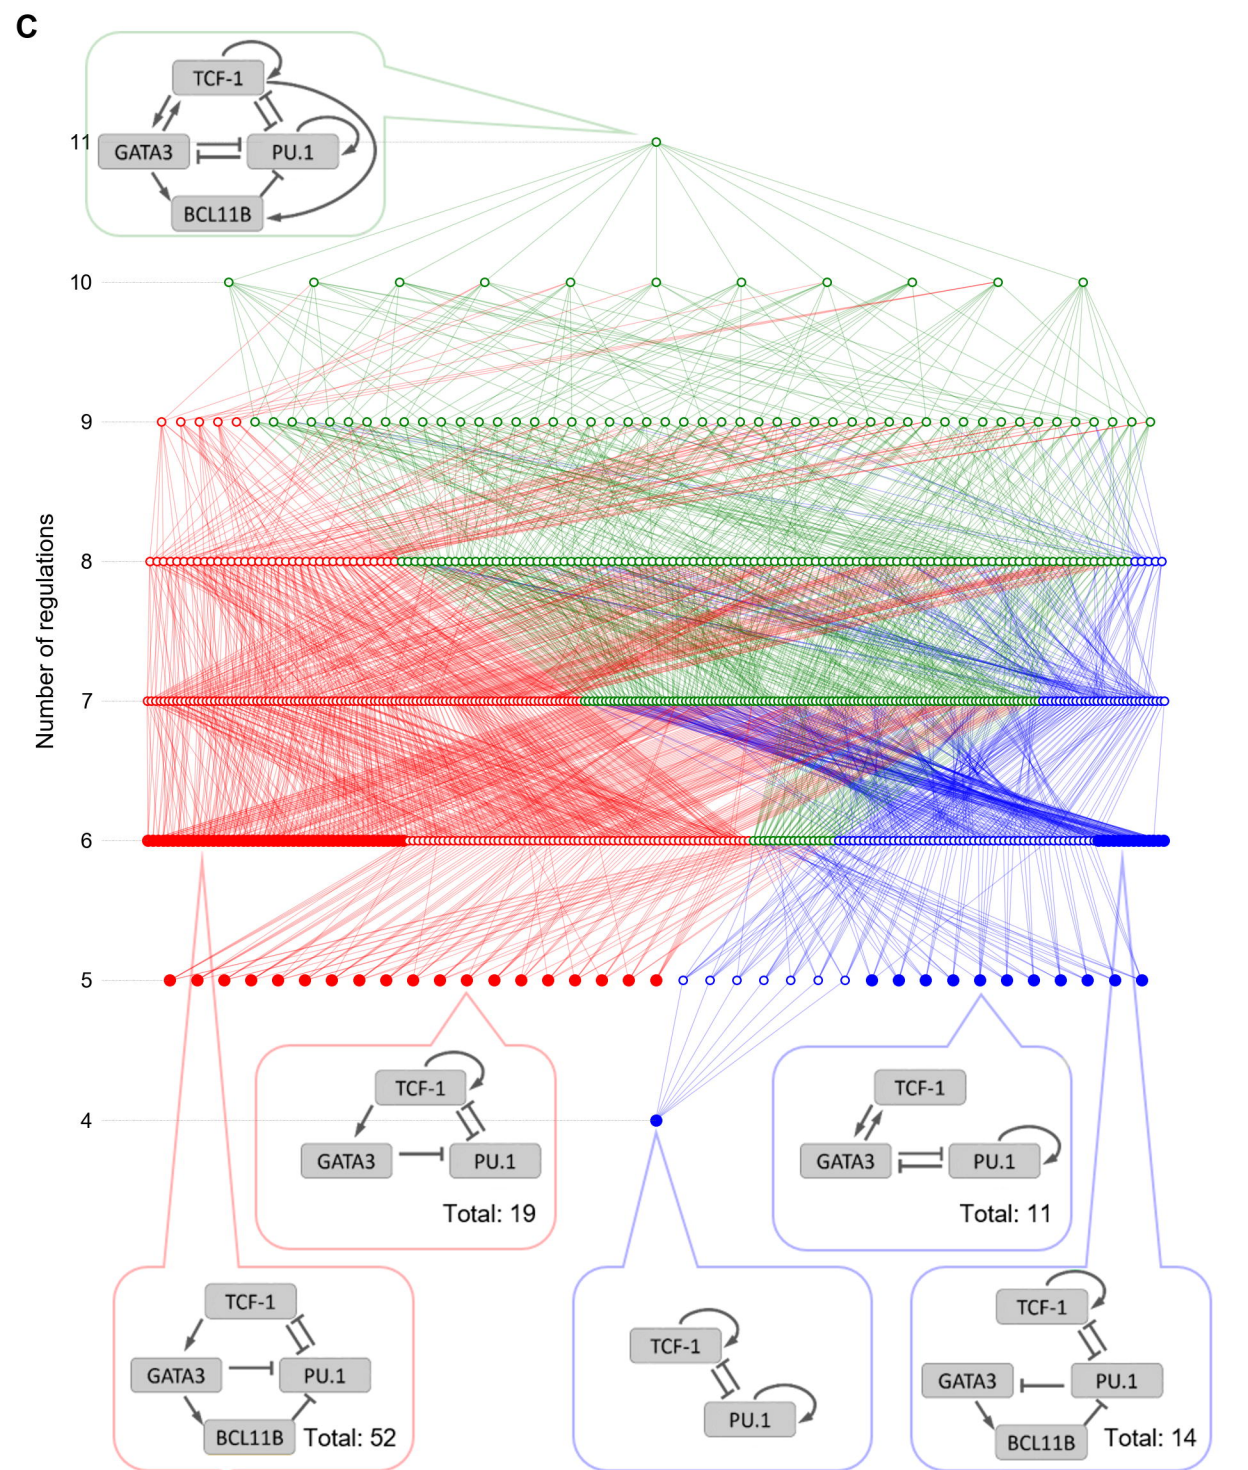 C
TCF-1
GATA3
PU.1
BCL11B
11
10
9
8
7
6
5
4
Number of regulations
TCF-1
GATA3
PU.1
Total: 19
TCF-1
GATA3
PU.1
Total: 11
TCF-1
GATA3
PU.1
BCL11B
Total: 52
TCF-1
PU.1
TCF-1
GATA3
PU.1
BCL11B
Total: 14